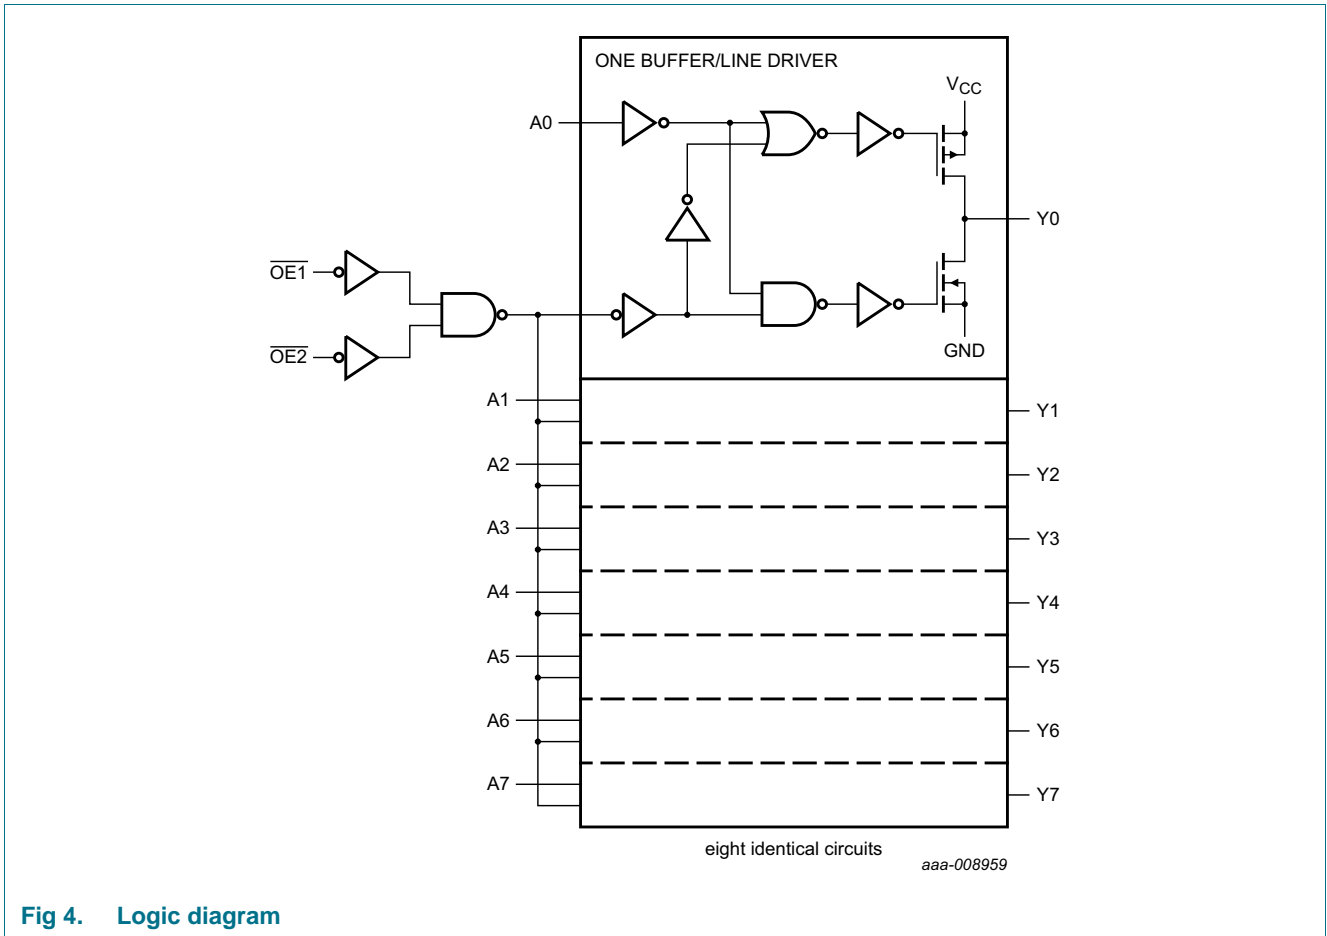 ONE BUFFER/LINE DRIVER
VCC
A0
Y0
OE1
OE2
GND
A1
Y1
A2
Y2
A3
Y3
A4
Y4
A5
Y5
A6
Y6
A7
Y7
eight identical circuits
aaa-008959
Fig 4. Logic diagram